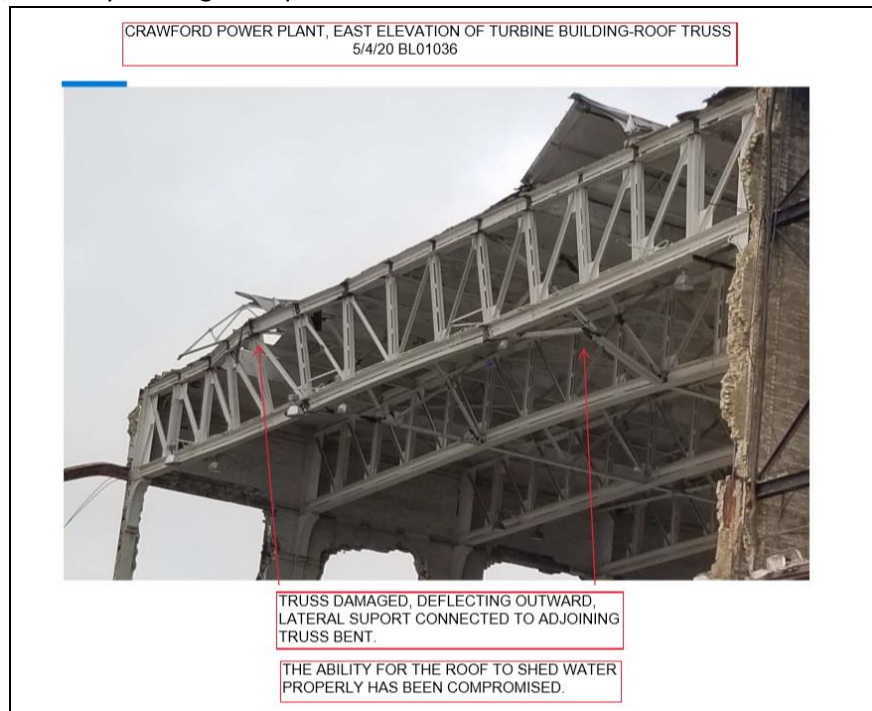 CRAWFORD POWER PLANT, EAST ELEVATION OF TURBINE BUILDING-ROOF TRUSS
5/4/20 BL01036
TRUSS DAMAGED, DEFLECTING OUTWARD,
LATERAL SUPORT CONNECTED TO ADJOINING
TRUSS BENT.
THE ABILITY FOR THE ROOF TO SHED WATER
PROPERLY HAS BEEN COMPROMISED.